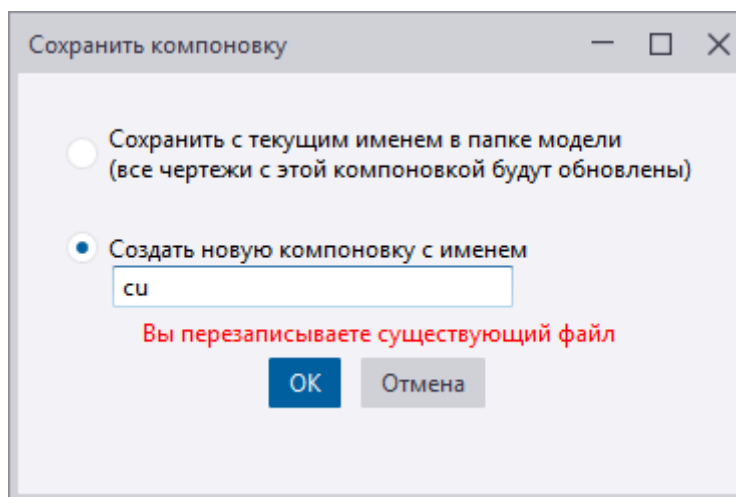 Сохранить компоновку
Сохранить с текущим именем в папке модели
(все чертежи с этой компоновкой будут обновлены)
Создать новую компоновку с именем
cu
Вы перезаписываете существующий файл
ОК Отмена